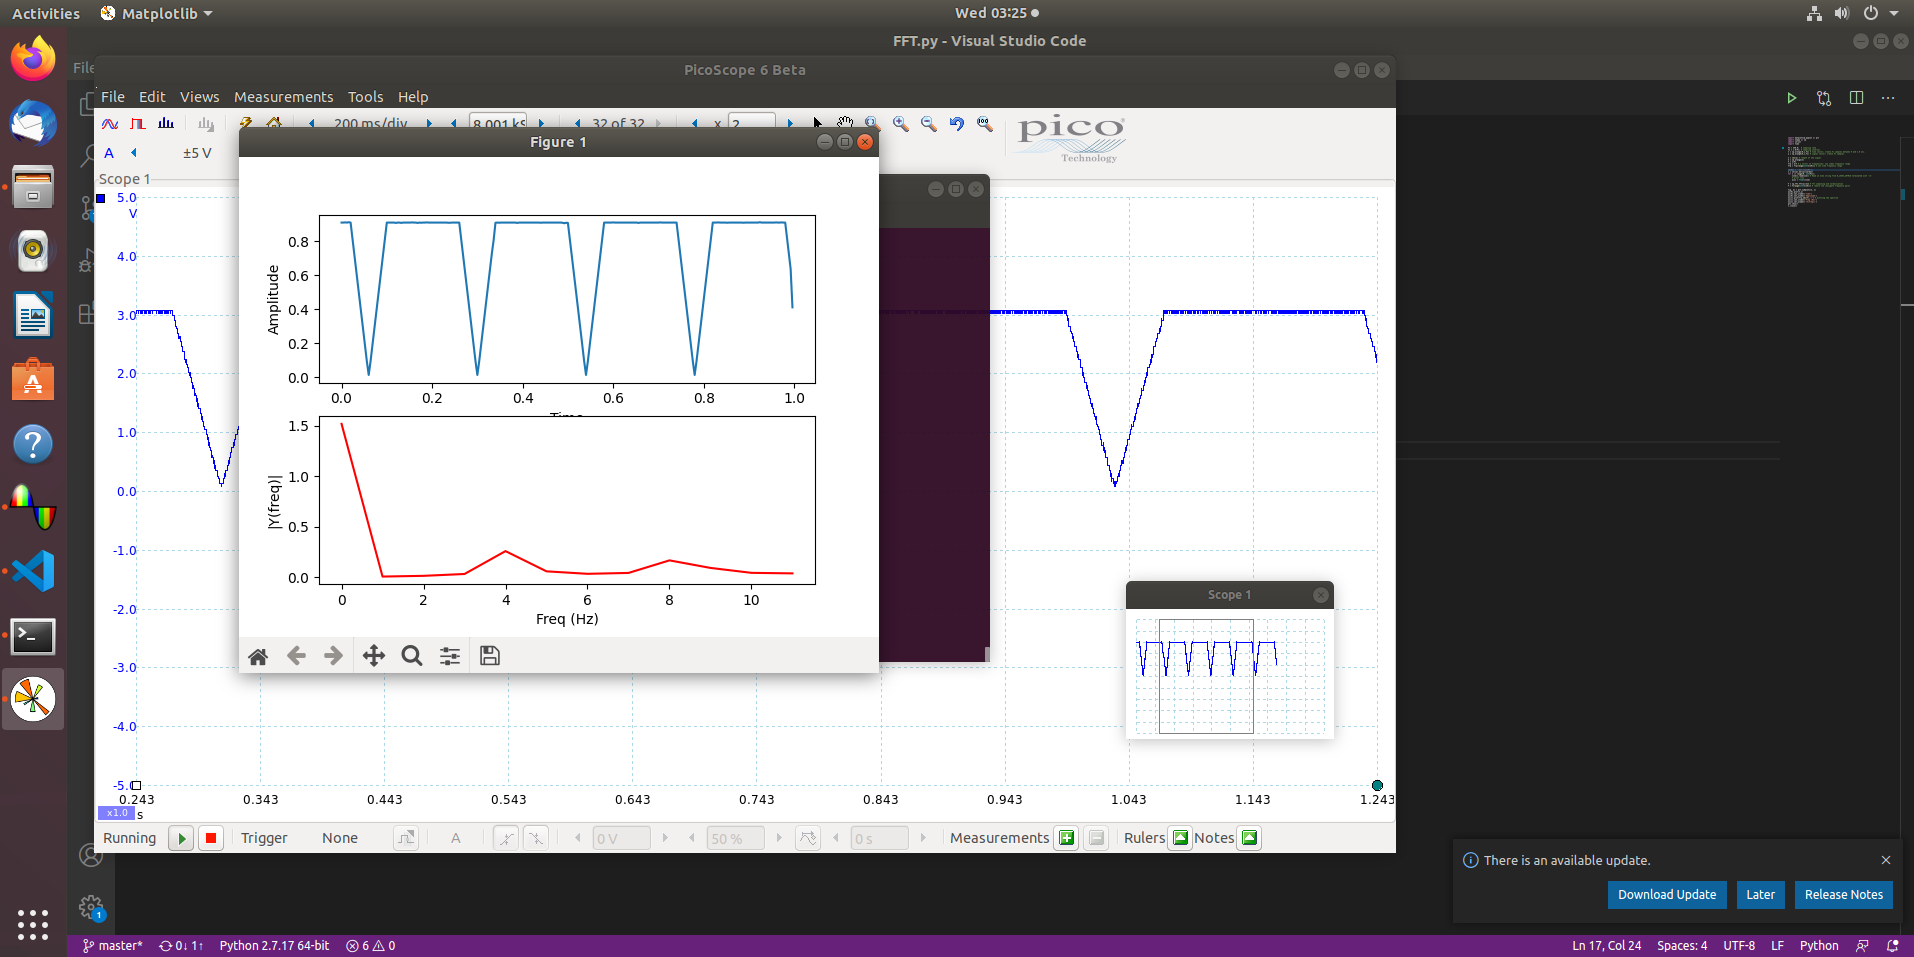 Activities Matplotlib Wed 03:25
FFT.py - Visual Studio Code
File
PicoScope 6 Beta
File Edit Views Measurements Tools Help
200 ms/div 8.001 kS 32 of 32 x 2
pico
Technology
A ±5 V
Scope 1
5.0
V
4.0
3.0
2.0
1.0
0.0
-1.0
-2.0
-3.0
-4.0
-5.0
0.243 0.343 0.443 0.543 0.643 0.743 0.843 0.943 1.043 1.143 1.243
x1.0 s
Figure 1
Amplitude
0.8
0.6
0.4
0.2
0.0
0.0 0.2 0.4 0.6 0.8 1.0
Time
|Y(freq)|
1.5
1.0
0.5
0.0
0 2 4 6 8 10
Freq (Hz)
Scope 1
Running Trigger None A 0 V 50 % 0 s Measurements Rulers Notes
There is an available update.
Download Update Later Release Notes
1
master* 0↓ 1↑ Python 2.7.17 64-bit 6 0 Ln 17, Col 24 Spaces: 4 UTF-8 LF Python